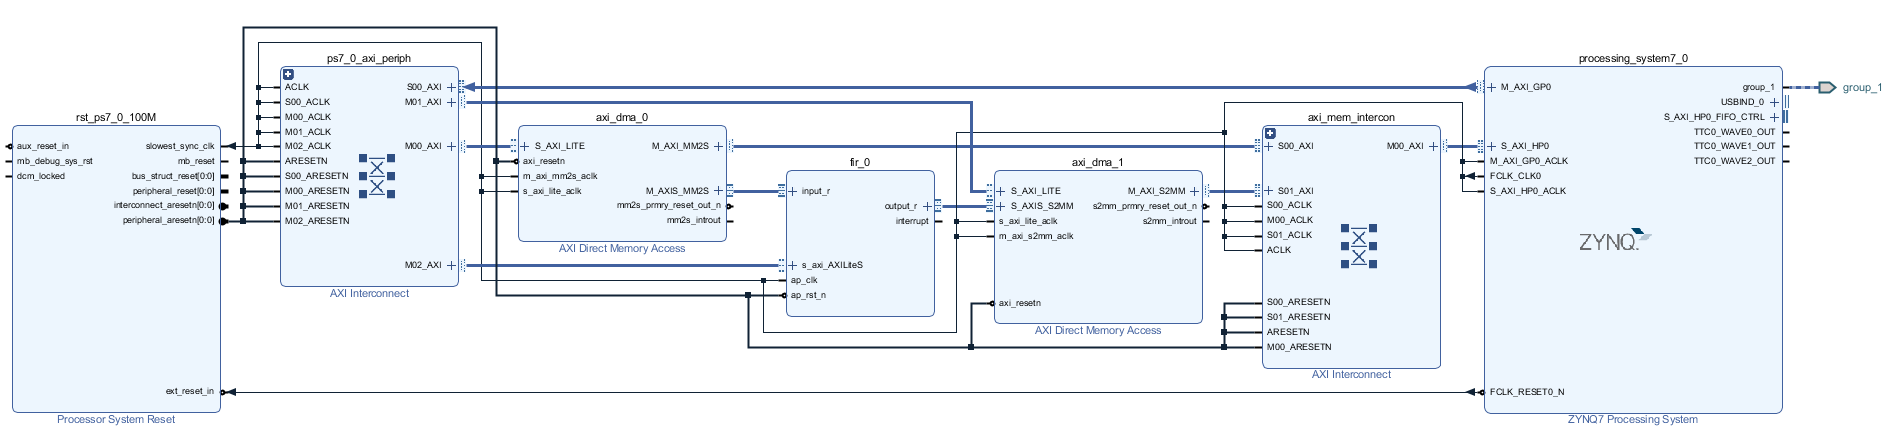 rst_ps7_0_100M
aux_reset_in
mb_debug_sys_rst
dcm_locked
slowest_sync_clk
mb_reset
bus_struct_reset[0:0]
peripheral_reset[0:0]
interconnect_aresetn[0:0]
peripheral_aresetn[0:0]
ext_reset_in
Processor System Reset
ps7_0_axi_periph
ACLK
S00_ACLK
M00_ACLK
M01_ACLK
M02_ACLK
ARESETN
S00_ARESETN
M00_ARESETN
M01_ARESETN
M02_ARESETN
S00_AXI
M01_AXI
M00_AXI
M02_AXI
AXI Interconnect
axi_dma_0
S_AXI_LITE
axi_resetn
m_axi_mm2s_aclk
s_axi_lite_aclk
M_AXI_MM2S
M_AXIS_MM2S
mm2s_prmry_reset_out_n
mm2s_introut
AXI Direct Memory Access
fir_0
input_r
s_axi_AXILiteS
ap_clk
ap_rst_n
output_r
interrupt
axi_dma_1
S_AXI_LITE
S_AXIS_S2MM
s_axi_lite_aclk
m_axi_s2mm_aclk
axi_resetn
M_AXI_S2MM
s2mm_prmry_reset_out_n
s2mm_introut
AXI Direct Memory Access
axi_mem_intercon
S00_AXI
S01_AXI
S00_ACLK
M00_ACLK
S01_ACLK
ACLK
S00_ARESETN
S01_ARESETN
ARESETN
M00_ARESETN
M00_AXI
AXI Interconnect
processing_system7_0
M_AXI_GP0
S_AXI_HP0
M_AXI_GP0_ACLK
FCLK_CLK0
S_AXI_HP0_ACLK
FCLK_RESET0_N
ZYNQ
group_1
USBIND_0
S_AXI_HP0_FIFO_CTRL
TTC0_WAVE0_OUT
TTC0_WAVE1_OUT
TTC0_WAVE2_OUT
ZYNQ7 Processing System
group_1